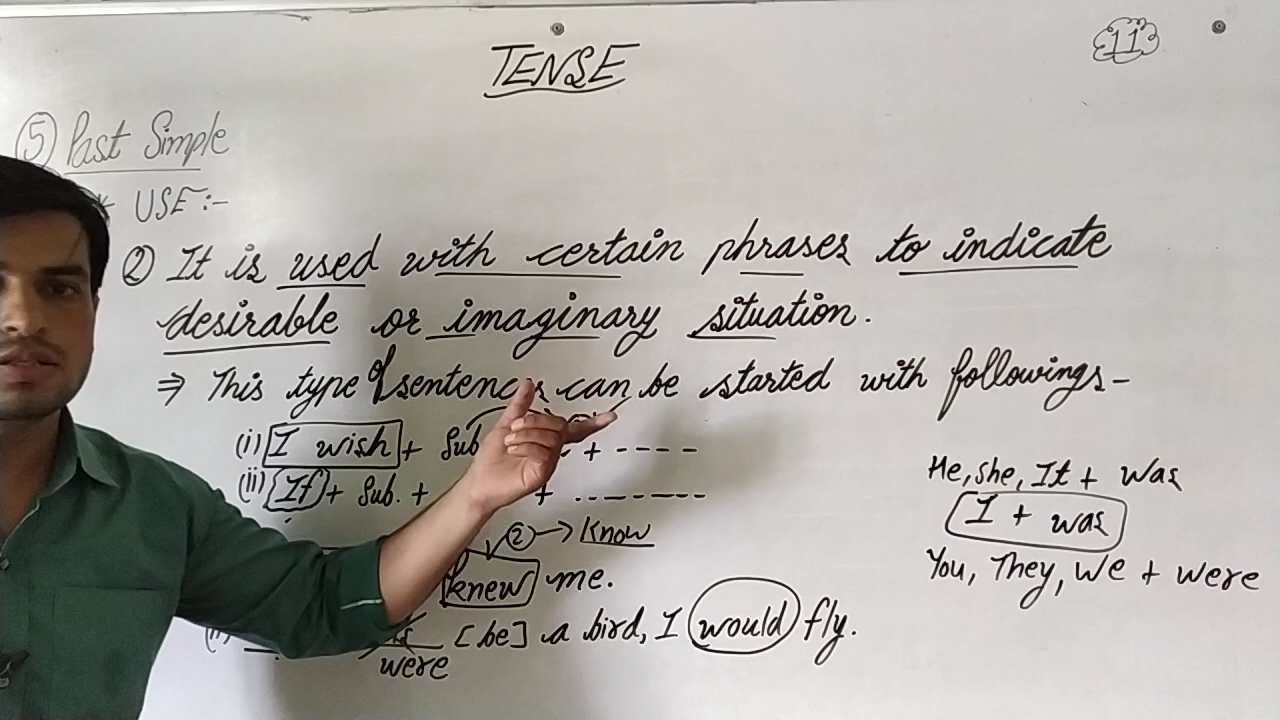 TENSE
11
5 Past Simple
* USE :-
2 It is used with certain phrases to indicate
desirable or imaginary situation.
⇒ This type of sentences can be started with followings-
(i) I wish + Sub + ----
(ii) If + Sub. + + --------
2 → Know
knew me.
[be] a bird, I would fly.
were
He, she, It + was
I + was
You, They, We + were